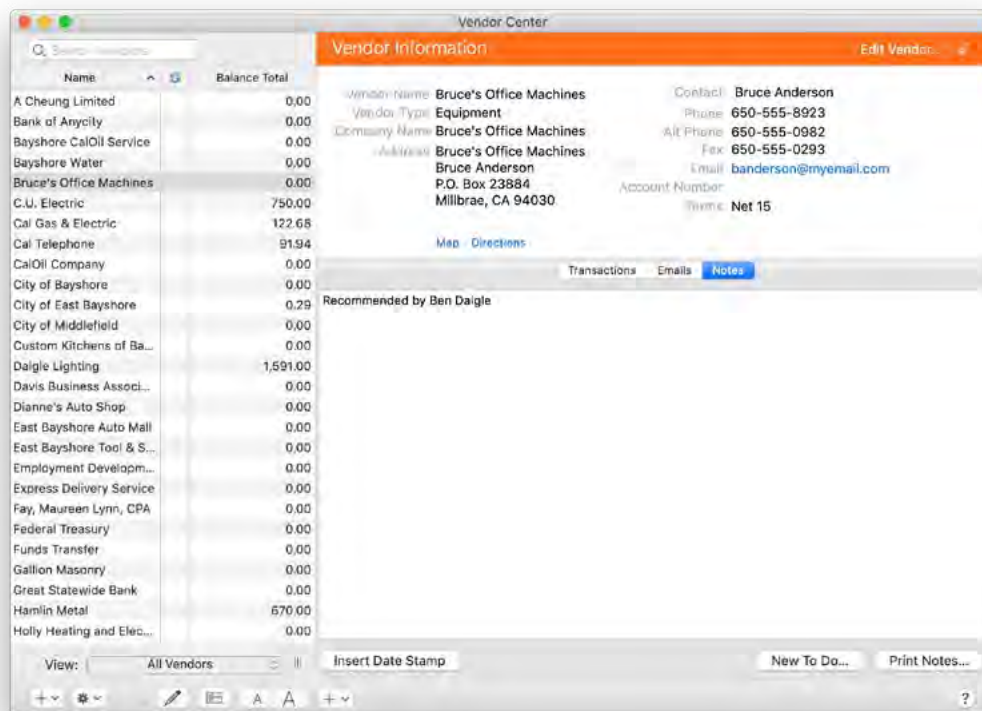 Vendor Center
Search vendors
Vendor Information
Edit Vendor...
Name Balance Total
A Cheung Limited 0.00
Bank of Anycity 0.00
Bayshore CalOil Service 0.00
Bayshore Water 0.00
Bruce's Office Machines 0.00
C.U. Electric 750.00
Cal Gas & Electric 122.68
Cal Telephone 91.94
CalOil Company 0.00
City of Bayshore 0.00
City of East Bayshore 0.29
City of Middlefield 0.00
Custom Kitchens of Ba... 0.00
Daigle Lighting 1,591.00
Davis Business Associ... 0.00
Dianne's Auto Shop 0.00
East Bayshore Auto Mall 0.00
East Bayshore Tool & S... 0.00
Employment Developm... 0.00
Express Delivery Service 0.00
Fay, Maureen Lynn, CPA 0.00
Federal Treasury 0.00
Funds Transfer 0.00
Gallion Masonry 0.00
Great Statewide Bank 0.00
Hamlin Metal 670.00
Holly Heating and Elec... 0.00
View: All Vendors
A A
Vendor Name Bruce's Office Machines
Vendor Type Equipment
Company Name Bruce's Office Machines
Address Bruce's Office Machines
Bruce Anderson
P.O. Box 23884
Millbrae, CA 94030
Map Directions
Contact Bruce Anderson
Phone 650-555-8923
Alt Phone 650-555-0982
Fax 650-555-0293
Email banderson@myemail.com
Account Number
Terms Net 15
Transactions Emails Notes
Recommended by Ben Daigle
Insert Date Stamp New To Do... Print Notes...
?